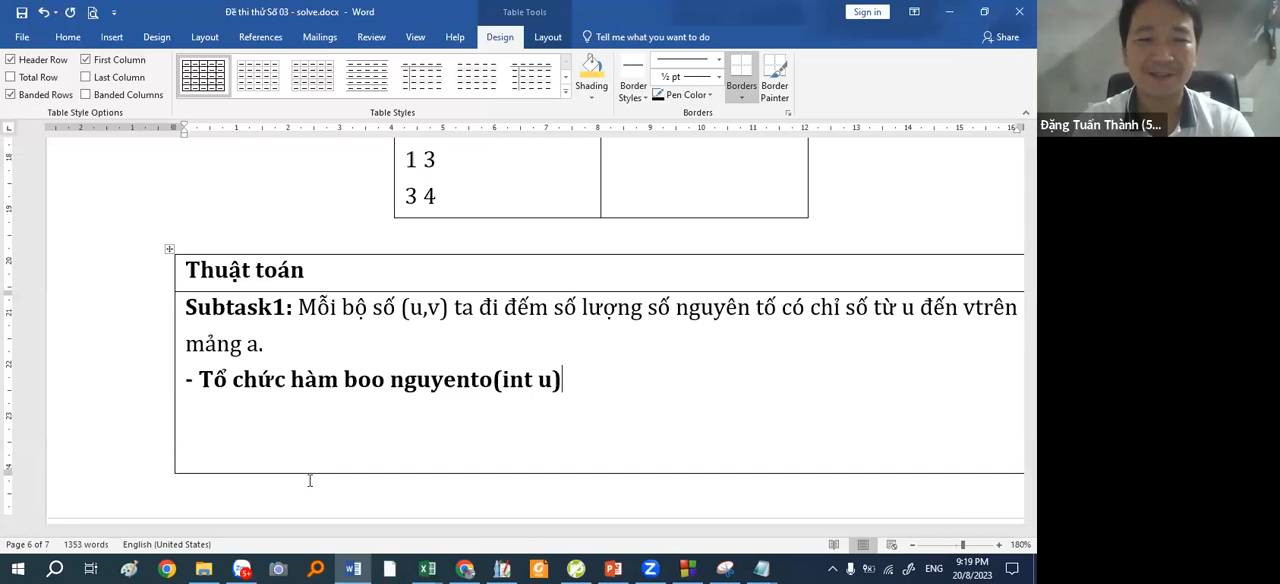 Đề thi thử Số 03 - solve.docx - Word
Table Tools
Sign in
File Home Insert Design Layout References Mailings Review View Help Design Layout Tell me what you want to do Share
Header Row First Column
Total Row Last Column
Banded Rows Banded Columns
Table Style Options
Table Styles
Shading
Border Styles
½ pt
Pen Color
Borders
Border Painter
Borders
Đặng Tuấn Thành (5...
1 3
3 4
Thuật toán
Subtask1: Mỗi bộ số (u,v) ta đi đếm số lượng số nguyên tố có chỉ số từ u đến vtrên
mảng a.
- Tổ chức hàm boo nguyento(int u)
Page 6 of 7 1353 words English (United States) 180%
ENG
9:19 PM
20/8/2023